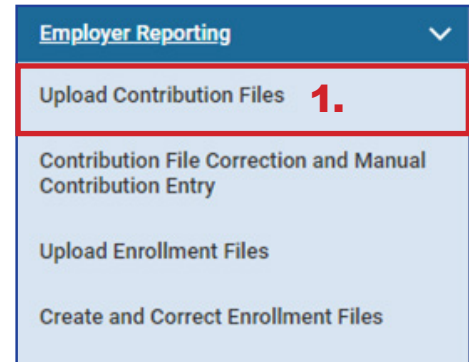 Employer Reporting
Upload Contribution Files 1.
Contribution File Correction and Manual
Contribution Entry
Upload Enrollment Files
Create and Correct Enrollment Files